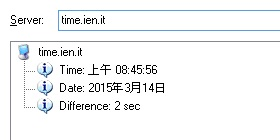 Server: time.ien.it
time.ien.it
Time: 上午 08:45:56
Date: 2015年3月14日
Difference: 2 sec